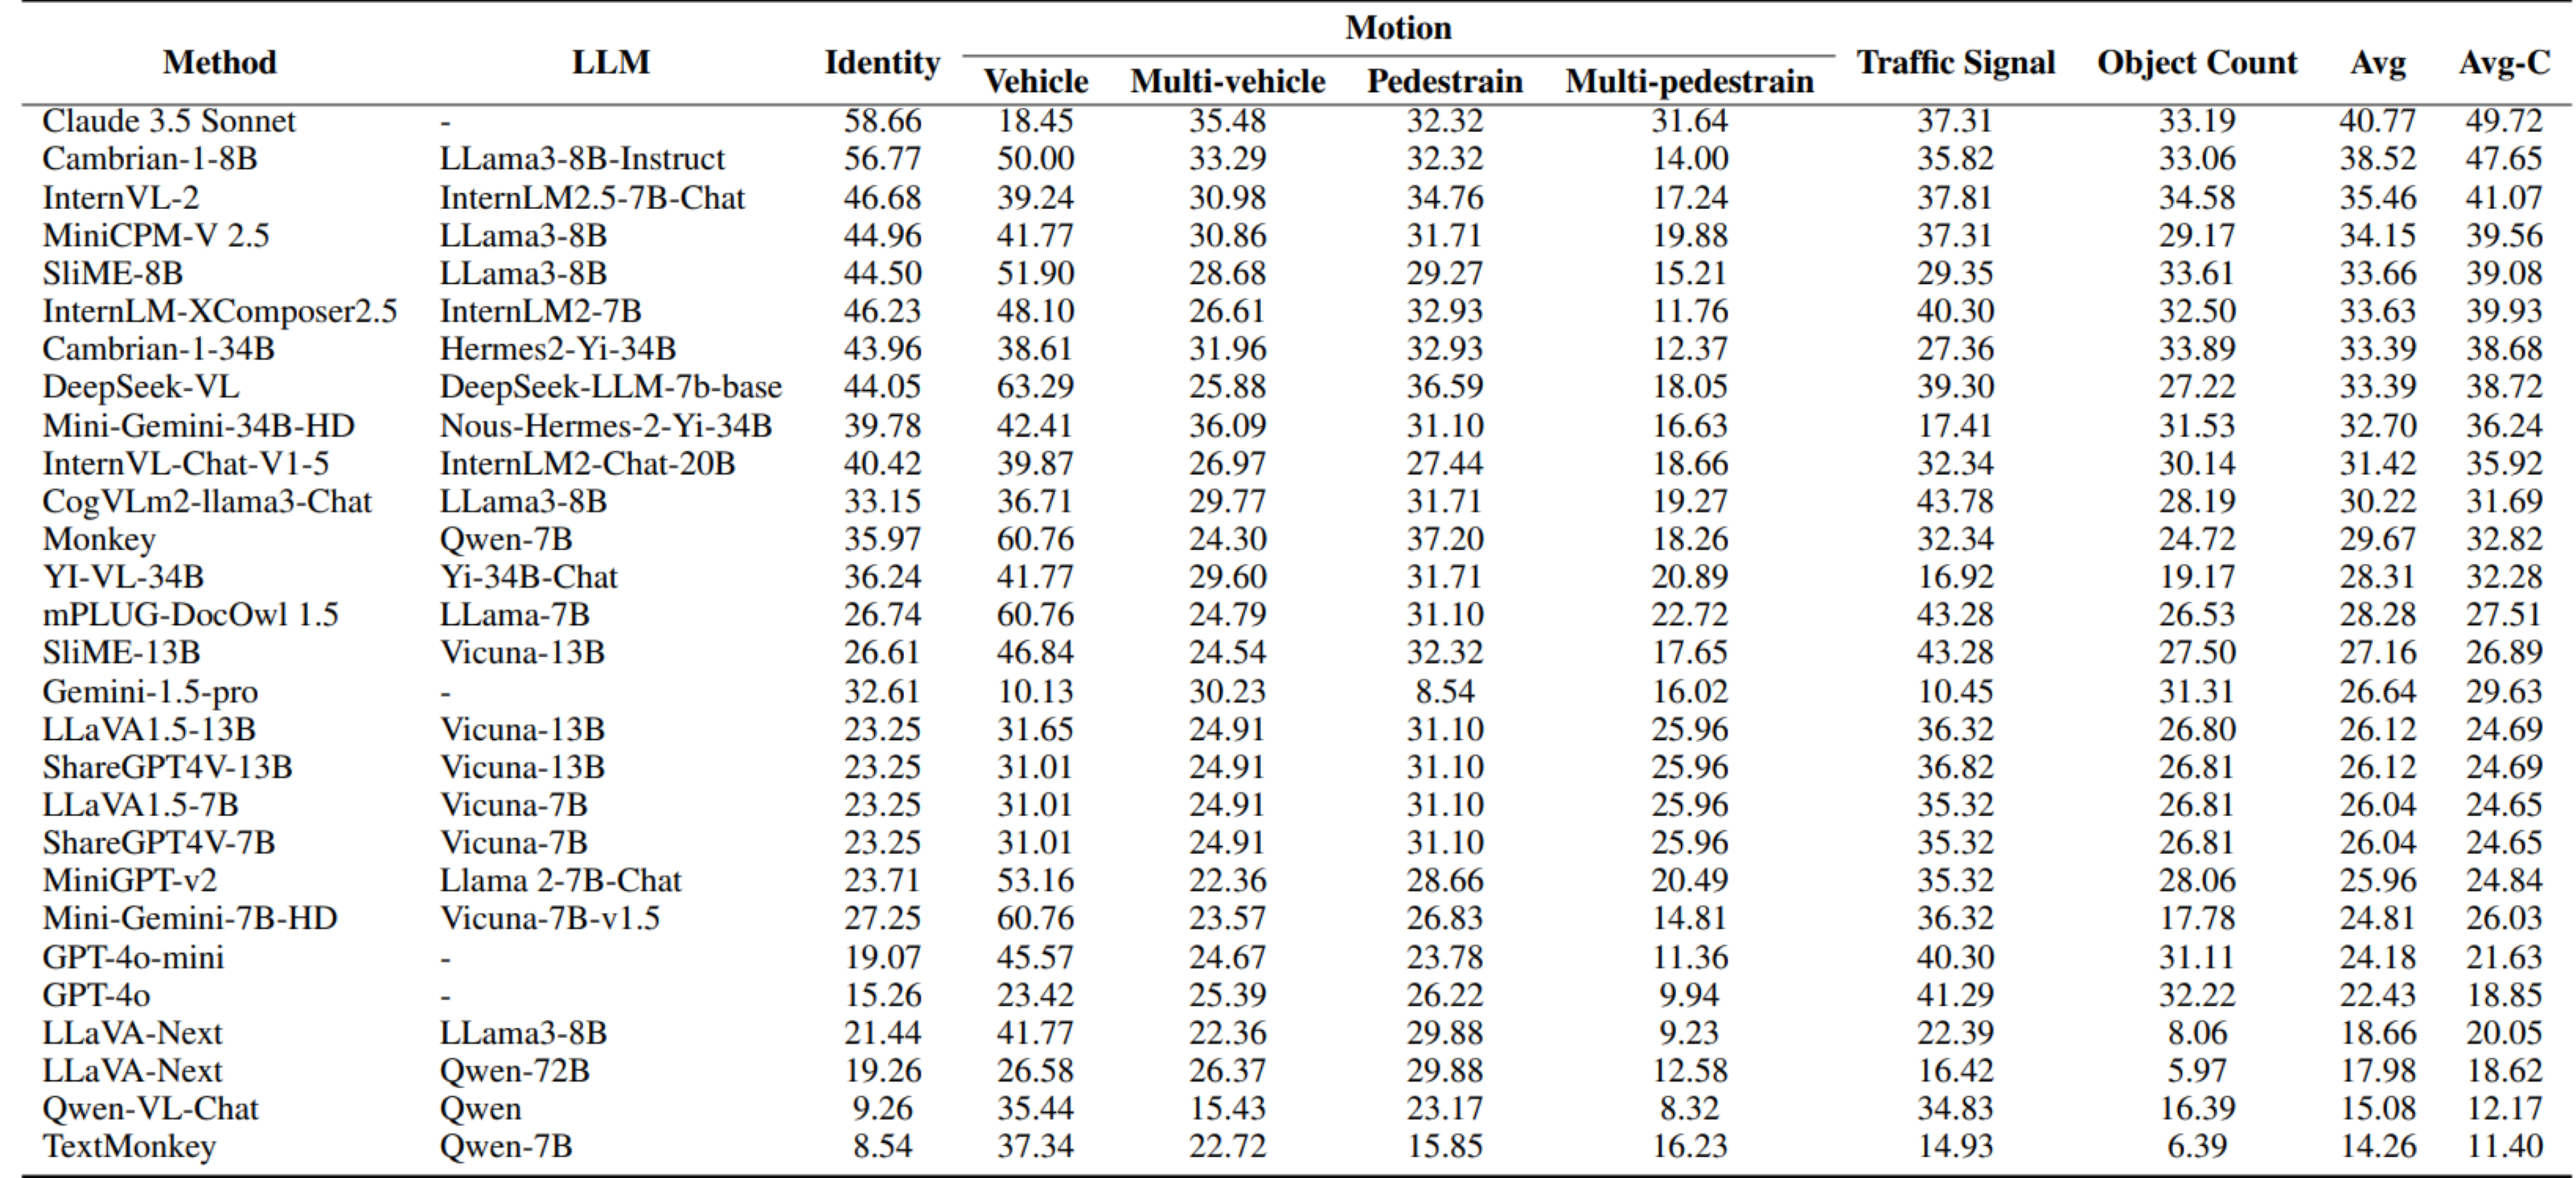 Method LLM Identity Motion Traffic Signal Object Count Avg Avg-C
Vehicle Multi-vehicle Pedestrain Multi-pedestrain
Claude 3.5 Sonnet - 58.66 18.45 35.48 32.32 31.64 37.31 33.19 40.77 49.72
Cambrian-1-8B LLama3-8B-Instruct 56.77 50.00 33.29 32.32 14.00 35.82 33.06 38.52 47.65
InternVL-2 InternLM2.5-7B-Chat 46.68 39.24 30.98 34.76 17.24 37.81 34.58 35.46 41.07
MiniCPM-V 2.5 LLama3-8B 44.96 41.77 30.86 31.71 19.88 37.31 29.17 34.15 39.56
SliME-8B LLama3-8B 44.50 51.90 28.68 29.27 15.21 29.35 33.61 33.66 39.08
InternLM-XComposer2.5 InternLM2-7B 46.23 48.10 26.61 32.93 11.76 40.30 32.50 33.63 39.93
Cambrian-1-34B Hermes2-Yi-34B 43.96 38.61 31.96 32.93 12.37 27.36 33.89 33.39 38.68
DeepSeek-VL DeepSeek-LLM-7b-base 44.05 63.29 25.88 36.59 18.05 39.30 27.22 33.39 38.72
Mini-Gemini-34B-HD Nous-Hermes-2-Yi-34B 39.78 42.41 36.09 31.10 16.63 17.41 31.53 32.70 36.24
InternVL-Chat-V1-5 InternLM2-Chat-20B 40.42 39.87 26.97 27.44 18.66 32.34 30.14 31.42 35.92
CogVLm2-llama3-Chat LLama3-8B 33.15 36.71 29.77 31.71 19.27 43.78 28.19 30.22 31.69
Monkey Qwen-7B 35.97 60.76 24.30 37.20 18.26 32.34 24.72 29.67 32.82
YI-VL-34B Yi-34B-Chat 36.24 41.77 29.60 31.71 20.89 16.92 19.17 28.31 32.28
mPLUG-DocOwl 1.5 LLama-7B 26.74 60.76 24.79 31.10 22.72 43.28 26.53 28.28 27.51
SliME-13B Vicuna-13B 26.61 46.84 24.54 32.32 17.65 43.28 27.50 27.16 26.89
Gemini-1.5-pro - 32.61 10.13 30.23 8.54 16.02 10.45 31.31 26.64 29.63
LLaVA1.5-13B Vicuna-13B 23.25 31.65 24.91 31.10 25.96 36.32 26.80 26.12 24.69
ShareGPT4V-13B Vicuna-13B 23.25 31.01 24.91 31.10 25.96 36.82 26.81 26.12 24.69
LLaVA1.5-7B Vicuna-7B 23.25 31.01 24.91 31.10 25.96 35.32 26.81 26.04 24.65
ShareGPT4V-7B Vicuna-7B 23.25 31.01 24.91 31.10 25.96 35.32 26.81 26.04 24.65
MiniGPT-v2 Llama 2-7B-Chat 23.71 53.16 22.36 28.66 20.49 35.32 28.06 25.96 24.84
Mini-Gemini-7B-HD Vicuna-7B-v1.5 27.25 60.76 23.57 26.83 14.81 36.32 17.78 24.81 26.03
GPT-4o-mini - 19.07 45.57 24.67 23.78 11.36 40.30 31.11 24.18 21.63
GPT-4o - 15.26 23.42 25.39 26.22 9.94 41.29 32.22 22.43 18.85
LLaVA-Next LLama3-8B 21.44 41.77 22.36 29.88 9.23 22.39 8.06 18.66 20.05
LLaVA-Next Qwen-72B 19.26 26.58 26.37 29.88 12.58 16.42 5.97 17.98 18.62
Qwen-VL-Chat Qwen 9.26 35.44 15.43 23.17 8.32 34.83 16.39 15.08 12.17
TextMonkey Qwen-7B 8.54 37.34 22.72 15.85 16.23 14.93 6.39 14.26 11.40